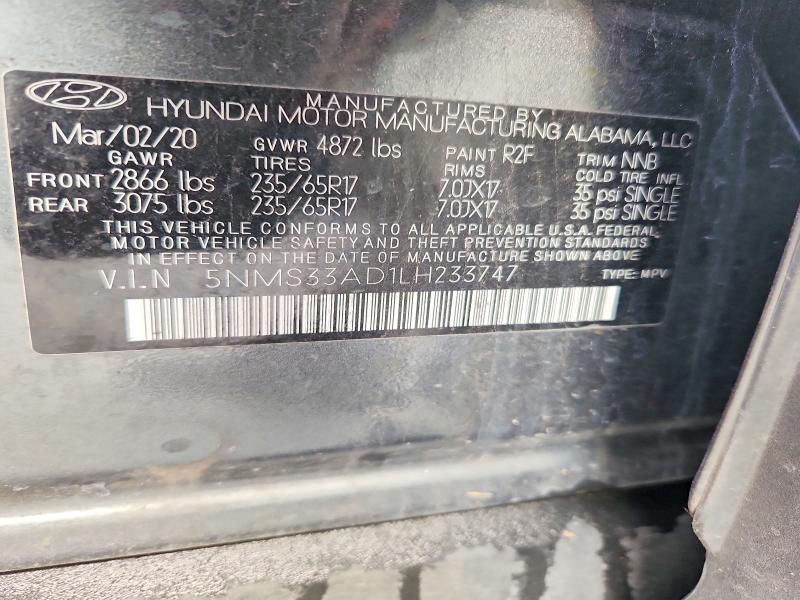 MANUFACTURED BY
HYUNDAI MOTOR MANUFACTURING ALABAMA, LLC
Mar/02/20 GVWR 4872 lbs PAINT R2F TRIM NNB
GAWR TIRES RIMS COLD TIRE INFL
FRONT 2866 lbs 235/65R17 7.0JX17 35 psi SINGLE
REAR 3075 lbs 235/65R17 7.0JX17 35 psi SINGLE
THIS VEHICLE CONFORMS TO ALL APPLICABLE U.S.A. FEDERAL
MOTOR VEHICLE SAFETY AND THEFT PREVENTION STANDARDS
IN EFFECT ON THE DATE OF MANUFACTURE SHOWN ABOVE.
V.I.N 5NMS33AD1LH233747 TYPE: MPV